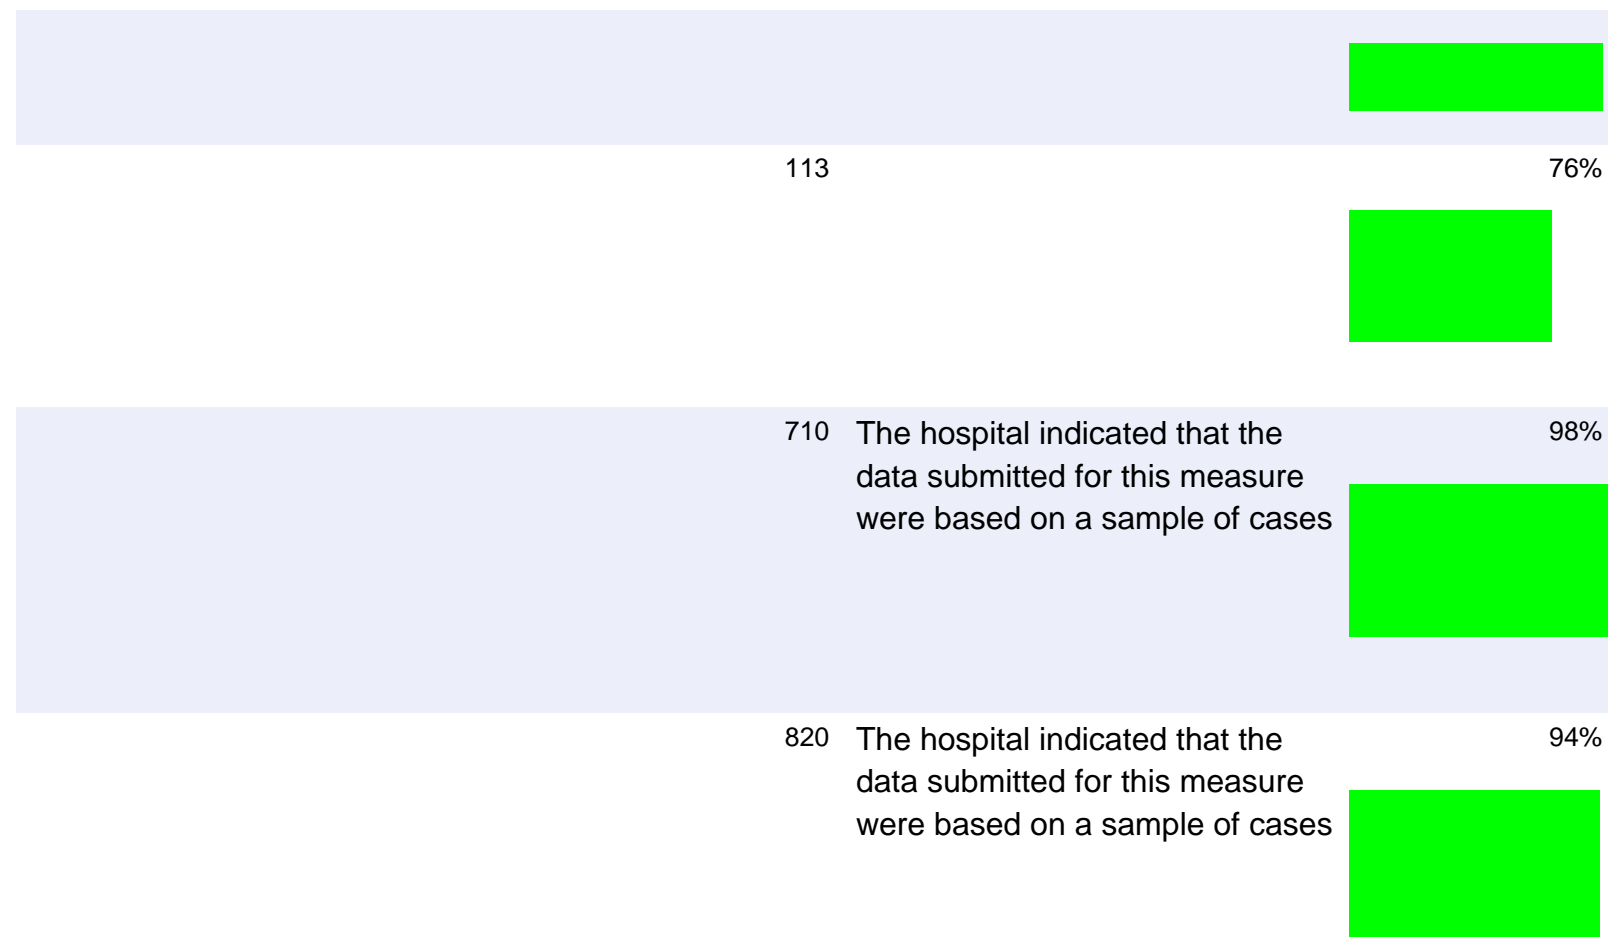 113 76%
710 The hospital indicated that the 98%
data submitted for this measure
were based on a sample of cases
820 The hospital indicated that the 94%
data submitted for this measure
were based on a sample of cases